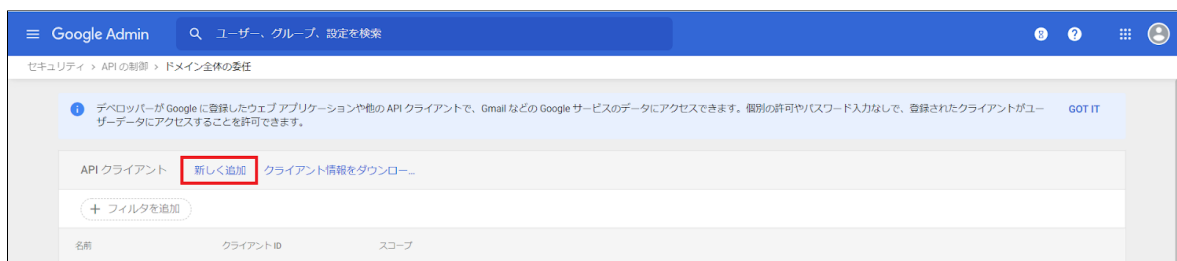 Google Admin
ユーザー、グループ、設定を検索
セキュリティ > API の制御 > ドメイン全体の委任
デベロッパーが Google に登録したウェブ アプリケーションや他の API クライアントで、Gmail などの Google サービスのデータにアクセスできます。個別の許可やパスワード入力なしで、登録されたクライアントがユー
ザーデータにアクセスすることを許可できます。
GOT IT
API クライアント 新しく追加 クライアント情報をダウンロー...
+ フィルタを追加
名前 クライアント ID スコープ